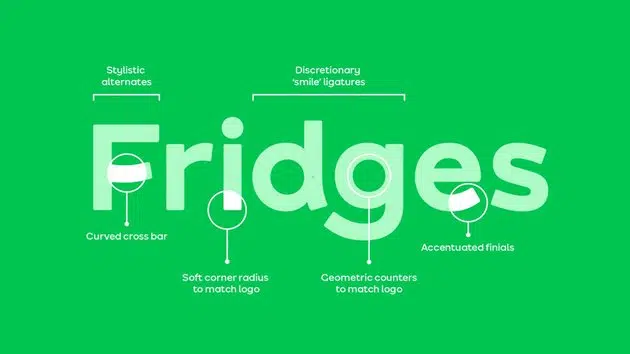 Stylistic
alternates
Discretionary
‘smile’ ligatures
Fridges
Curved cross bar
Accentuated finials
Soft corner radius
to match logo
Geometric counters
to match logo